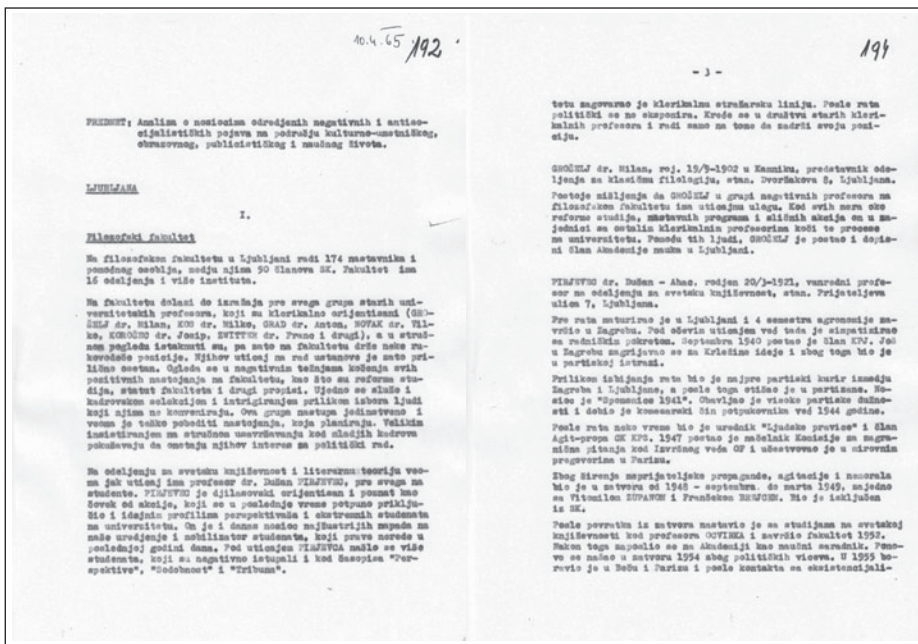 10.4.65 192
PREDMET: Analiza o nosiocima odredjenih negativnih i antiso-
cijalističkih pojava na području kulturno-umetničkog,
obrazovnog, publicističkog i naučnog života.
LJUBLJANA
I.
Filozofski fakultet
Na filozofskom fakultetu u Ljubljani radi 174 nastavnika i
pomoćnog osoblja, medju njima 50 članova SK. Fakultet ima
16 odeljenja i više instituta.
Na fakultetu dolazi do izražaja pre svega grupa starih uni-
verzitetskih profesora, koji su klerikalno orijentisani (GRO-
ŠELJ dr. Milan, KOS dr. Milko, GRAD dr. Anton, NOVAK dr. Vil-
ko, KOROŠEC dr. Josip, ZWITTER dr. Franc i drugi), a u struč-
nom pogledu istaknuti su, pa zato na fakultetu drže neke ru-
kovodeće pozicije. Njihov uticaj na rad ustanove je zato pri-
lično osetan. Ogleda se u negativnim težnjama kočenja svih
pozitivnih nastojanja na fakultetu, kao što su reforma stu-
dija, statut fakulteta i drugi propisi. Ujedno se služe i
kadrovskom selekcijom i intrigiranjem prilikom izbora ljudi
koji njima ne konveniraju. Ova grupa nastupa jedinstveno i
veoma je teško pobediti nastojanja, koja planiraju. Velikim
insistiranjem na stručnom usavršavanju kod mladjih kadrova
pokušavaju da ometaju njihov interes za politički rad.
Na odeljenju za svetsku književnost i literarnu teoriju veo-
ma jak uticaj ima profesor dr. Dušan PIRJEVEC, pre svega na
studente. PIRJEVEC je djilasovski orijentisan i poznat kao
čovek od akcije, koji se u poslednje vreme potpuno priklju-
čio i idejnim profilima perspektivaša i ekstremnih studenata
na univerzitetu. On je i danas nosioc najžustrijih napada na
naše uredjenje i mobilizator studenata, koji prave nerede u
poslednjoj godini dana. Pod uticajem PIRJEVCA našlo se više
studenata, koji su negativno istupali i kod časopisa "Per-
spektive", "Sodobnost" i "Tribuna".
194
- 3 -
tetu zagovarao je klerikalnu stražarsku liniju. Posle rata
politički se ne eksponira. Kreće se u društvu starih kleri-
kalnih profesora i radi samo na tome da zadrži svoju pozi-
ciju.
GROŠELJ dr. Milan, roj. 19/9-1902 u Kamniku, predstavnik ode-
ljenja za klasičnu filologiju, stan. Dvoržakova 8, Ljubljana.
Postoje mišljenja da GROŠELJ u grupi negativnih profesora na
filozofskom fakultetu ima uticajnu ulogu. Kod svih mera oko
reforme studija, nastavnih programa i sličnih akcija on u za-
jednici sa ostalim klerikalnim profesorima koči te procese
na univerzitetu. Pomoću tih ljudi, GROŠELJ je postao i dopis-
ni član Akademije nauka u Ljubljani.
PIRJEVEC dr. Dušan - Ahac, rodjen 20/3-1921, vanredni profe-
sor na odeljenju za svetsku književnost, stan. Prijateljeva
ulica 7, Ljubljana.
Pre rata maturirao je u Ljubljani i 4 semestra agronomije za-
vršio u Zagrebu. Pod očevim uticajem već tada je simpatizirao
sa radničkim pokretom. Septembra 1940 postao je član KPJ. Još
u Zagrebu zagrijavao se za Krležine ideje i zbog toga bio je
u partiskoj istrazi.
Prilikom izbijanja rata bio je najpre partiski kurir izmedju
Zagreba i Ljubljane, a posle toga otišao je u partizane. No-
sioc je "Spomenice 1941". Obavljao je visoke partiske dužno-
sti i dobio je komesarski čin potpukovnika već 1944 godine.
Posle rata neko vreme bio je urednik "Ljudske pravice" i član
Agit-propa CK KPS. 1947 postao je načelnik Komisije za zagra-
nična pitanja kod Izvršnog veća OF i učestvovao je u mirovnim
pregovorima u Parizu.
Zbog širenja neprijateljske propagande, agitacije i nemorala
bio je u zatvoru od 1948 - septembra. do marta 1949, zajedno
sa Vitomilom ZUPANOM i Frančekom BRUJCEM. Bio je isključen
iz SK.
Posle povratka iz zatvora nastavio je sa studijama na svetskoj
književnosti kod profesora OCVIRKA i završio fakultet 1952.
Nakon toga zaposlio se na Akademiji kao naučni saradnik. Pono-
vo se našao u zatvoru 1954 zbog političkih viceva. U 1955 bo-
ravio je u Beču i Parizu i posle kontakta sa eksistencijali-